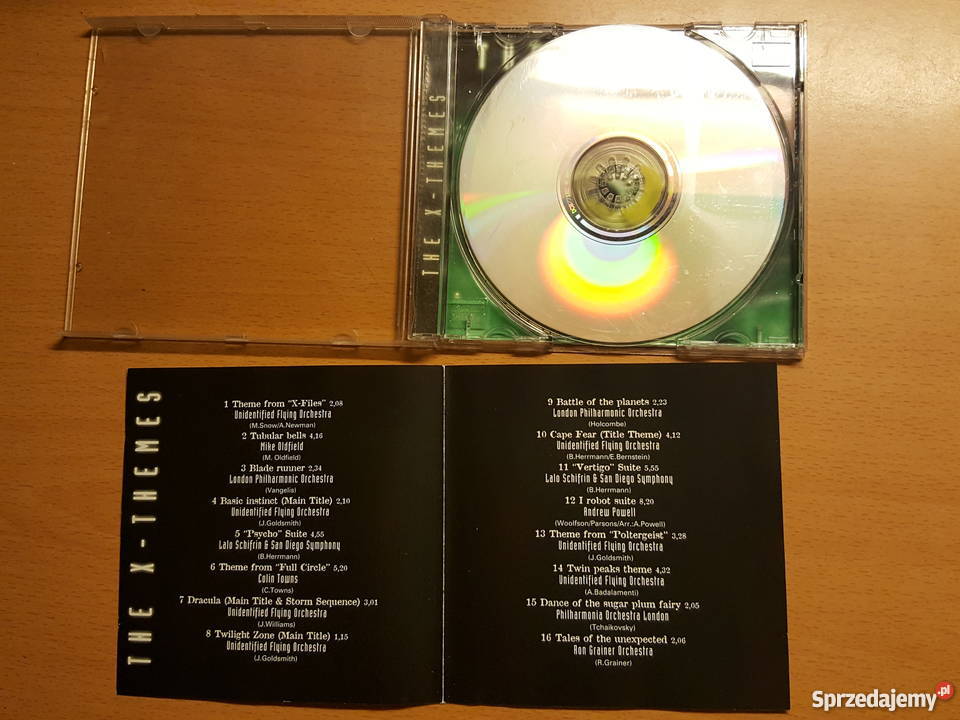 THE X-THEMES
THE X-THEMES
1 Theme from "X-Files" 2,08
Unidentified Flying Orchestra
(M.Snow/A.Newman)
2 Tubular bells 4,16
Mike Oldfield
(M. Oldfield)
3 Blade runner 2,34
London Philharmonic Orchestra
(Vangelis)
4 Basic instinct (Main Title) 2,10
Unidentified Flying Orchestra
(J.Goldsmith)
5 "Psycho" Suite 4,55
Lalo Schifrin & San Diego Symphony
(B.Herrmann)
6 Theme from "Full Circle" 5,20
Colin Towns
(C.Towns)
7 Dracula (Main Title & Storm Sequence) 3,01
Unidentified Flying Orchestra
(J.Williams)
8 Twilight Zone (Main Title) 1,15
Unidentified Flying Orchestra
(J.Goldsmith)
9 Battle of the planets 2,23
London Philharmonic Orchestra
(Holcombe)
10 Cape Fear (Title Theme) 4,12
Unidentified Flying Orchestra
(B.Herrmann/E.Bernstein)
11 "Vertigo" Suite 5,55
Lalo Schifrin & San Diego Symphony
(B.Herrmann)
12 I robot suite 8,20
Andrew Powell
(Woolfson/Parsons/Arr.:A.Powell)
13 Theme from "Poltergeist" 3,28
Unidentified Flying Orchestra
(J.Goldsmith)
14 Twin peaks theme 4,32
Unidentified Flying Orchestra
(A.Badalamenti)
15 Dance of the sugar plum fairy 2,05
Philharmonia Orchestra London
(Tchaikovsky)
16 Tales of the unexpected 2,06
Ron Grainer Orchestra
(R.Grainer)
Sprzedajemy.pl